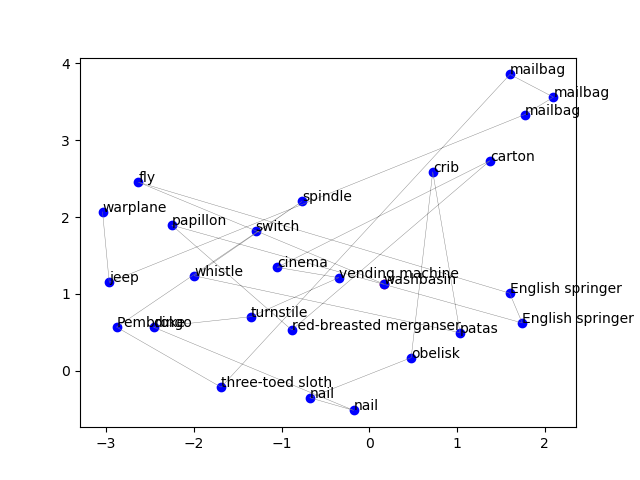 mailbag
mailbag
mailbag
carton
crib
fly
spindle
warplane
papillon
switch
cinema
vending machine
whistle
jeep
washbasin
English springer
English springer
turnstile
Pembroke
dingo
red-breasted merganser
patas
obelisk
three-toed sloth
nail
nail
4
3
2
1
0
−3
−2
−1
0
1
2